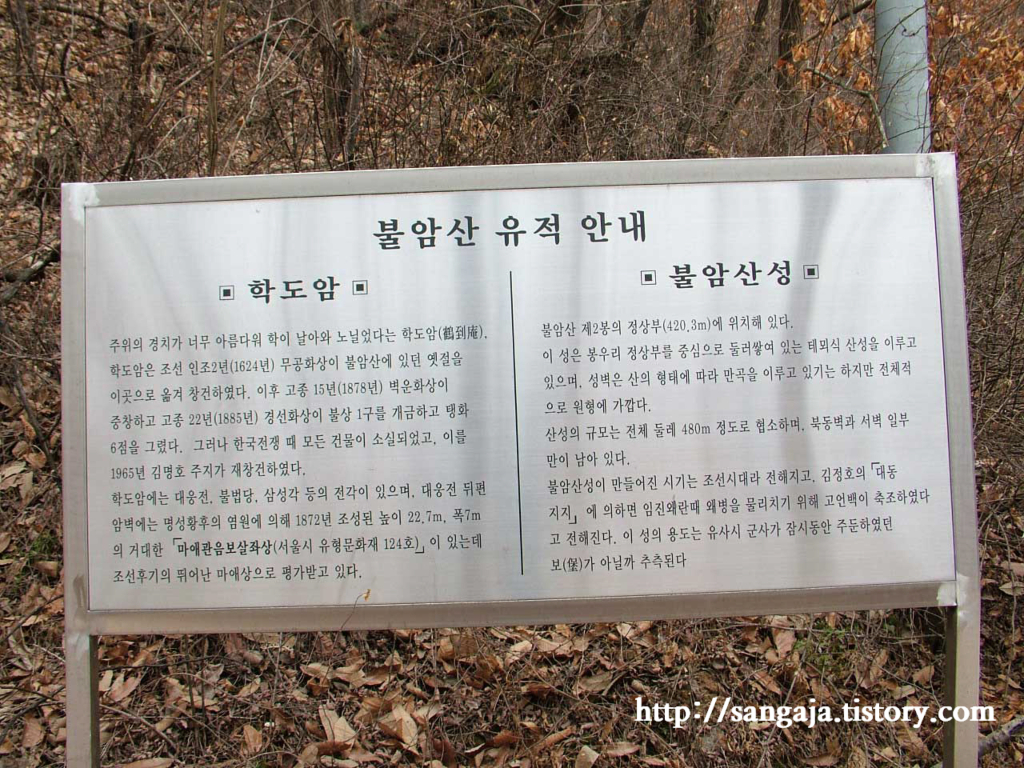 불암산 유적 안내
▣ 학도암 ▣
주위의 경치가 너무 아름다워 학이 날아와 노닐었다는 학도암(鶴到庵).
학도암은 조선 인조2년(1624년) 무공화상이 불암산에 있던 옛절을
이곳으로 옮겨 창건하였다. 이후 고종 15년(1878년) 벽운화상이
중창하고 고종 22년(1885년) 경선화상이 불상 1구를 개금하고 탱화
6점을 그렸다. 그러나 한국전쟁 때 모든 건물이 소실되었고, 이를
1965년 김명호 주지가 재창건하였다.
학도암에는 대웅전, 불법당, 삼성각 등의 전각이 있으며, 대웅전 뒤편
암벽에는 명성황후의 염원에 의해 1872년 조성된 높이 22.7m, 폭7m
의 거대한 「마애관음보살좌상(서울시 유형문화재 124호)」이 있는데
조선후기의 뛰어난 마애상으로 평가받고 있다.
▣ 불암산성 ▣
불암산 제2봉의 정상부(420.3m)에 위치해 있다.
이 성은 봉우리 정상부를 중심으로 둘러쌓여 있는 테뫼식 산성을 이루고
있으며, 성벽은 산의 형태에 따라 만곡을 이루고 있기는 하지만 전체적
으로 원형에 가깝다.
산성의 규모는 전체 둘레 480m 정도로 협소하며, 북동벽과 서벽 일부
만이 남아 있다.
불암산성이 만들어진 시기는 조선시대라 전해지고, 김정호의 「대동
지지」에 의하면 임진왜란때 왜병을 물리치기 위해 고언백이 축조하였다
고 전해진다. 이 성의 용도는 유사시 군사가 잠시동안 주둔하였던
보(堡)가 아닐까 추측된다
http://sangaja.tistory.com